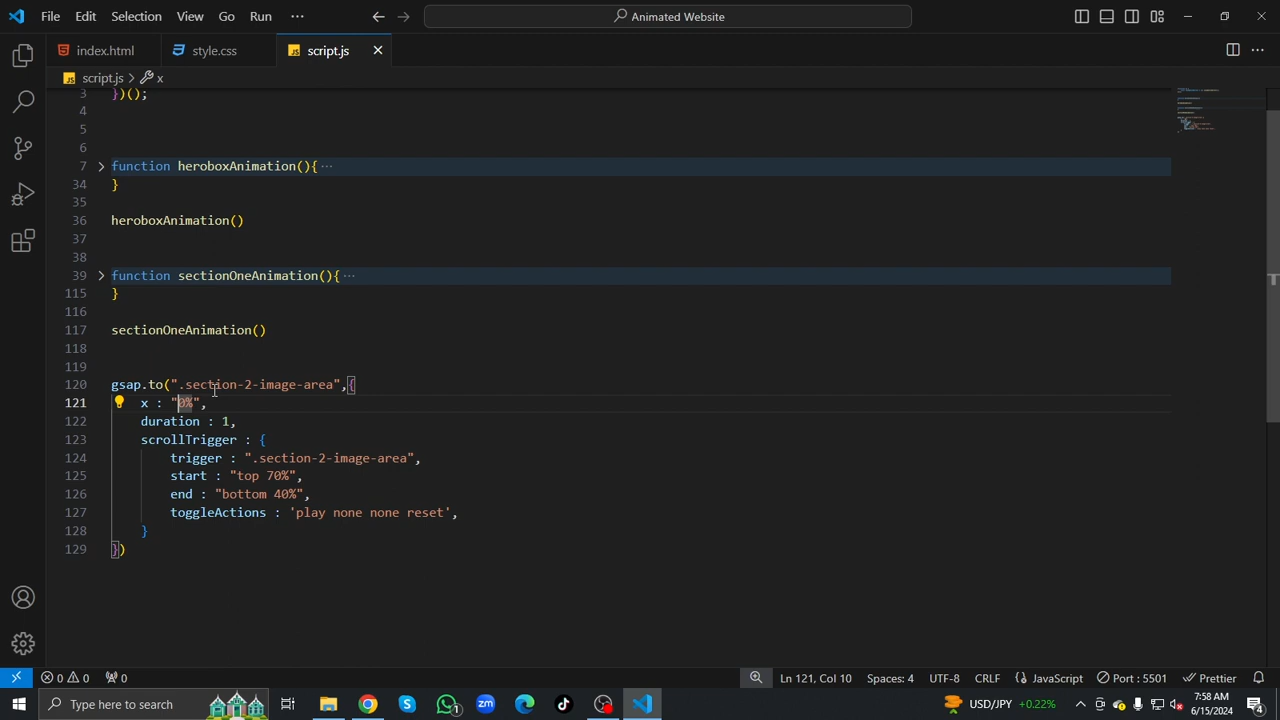 File Edit Selection View Go Run ··· Animated Website
index.html style.css script.js
script.js > x
3 })();
4
5
6
7 function heroboxAnimation(){ ···
34 }
35
36 heroboxAnimation()
37
38
39 function sectionOneAnimation(){ ···
115 }
116
117 sectionOneAnimation()
118
119
120 gsap.to(".section-2-image-area",{
121 x : "0%",
122 duration : 1,
123 scrollTrigger : {
124 trigger : ".section-2-image-area",
125 start : "top 70%",
126 end : "bottom 40%",
127 toggleActions : 'play none none reset',
128 }
129 })
0 0 0 Ln 121, Col 10 Spaces: 4 UTF-8 CRLF {} JavaScript Port : 5501 Prettier
Type here to search 1 USD/JPY +0.22% 7:58 AM
6/15/2024 4